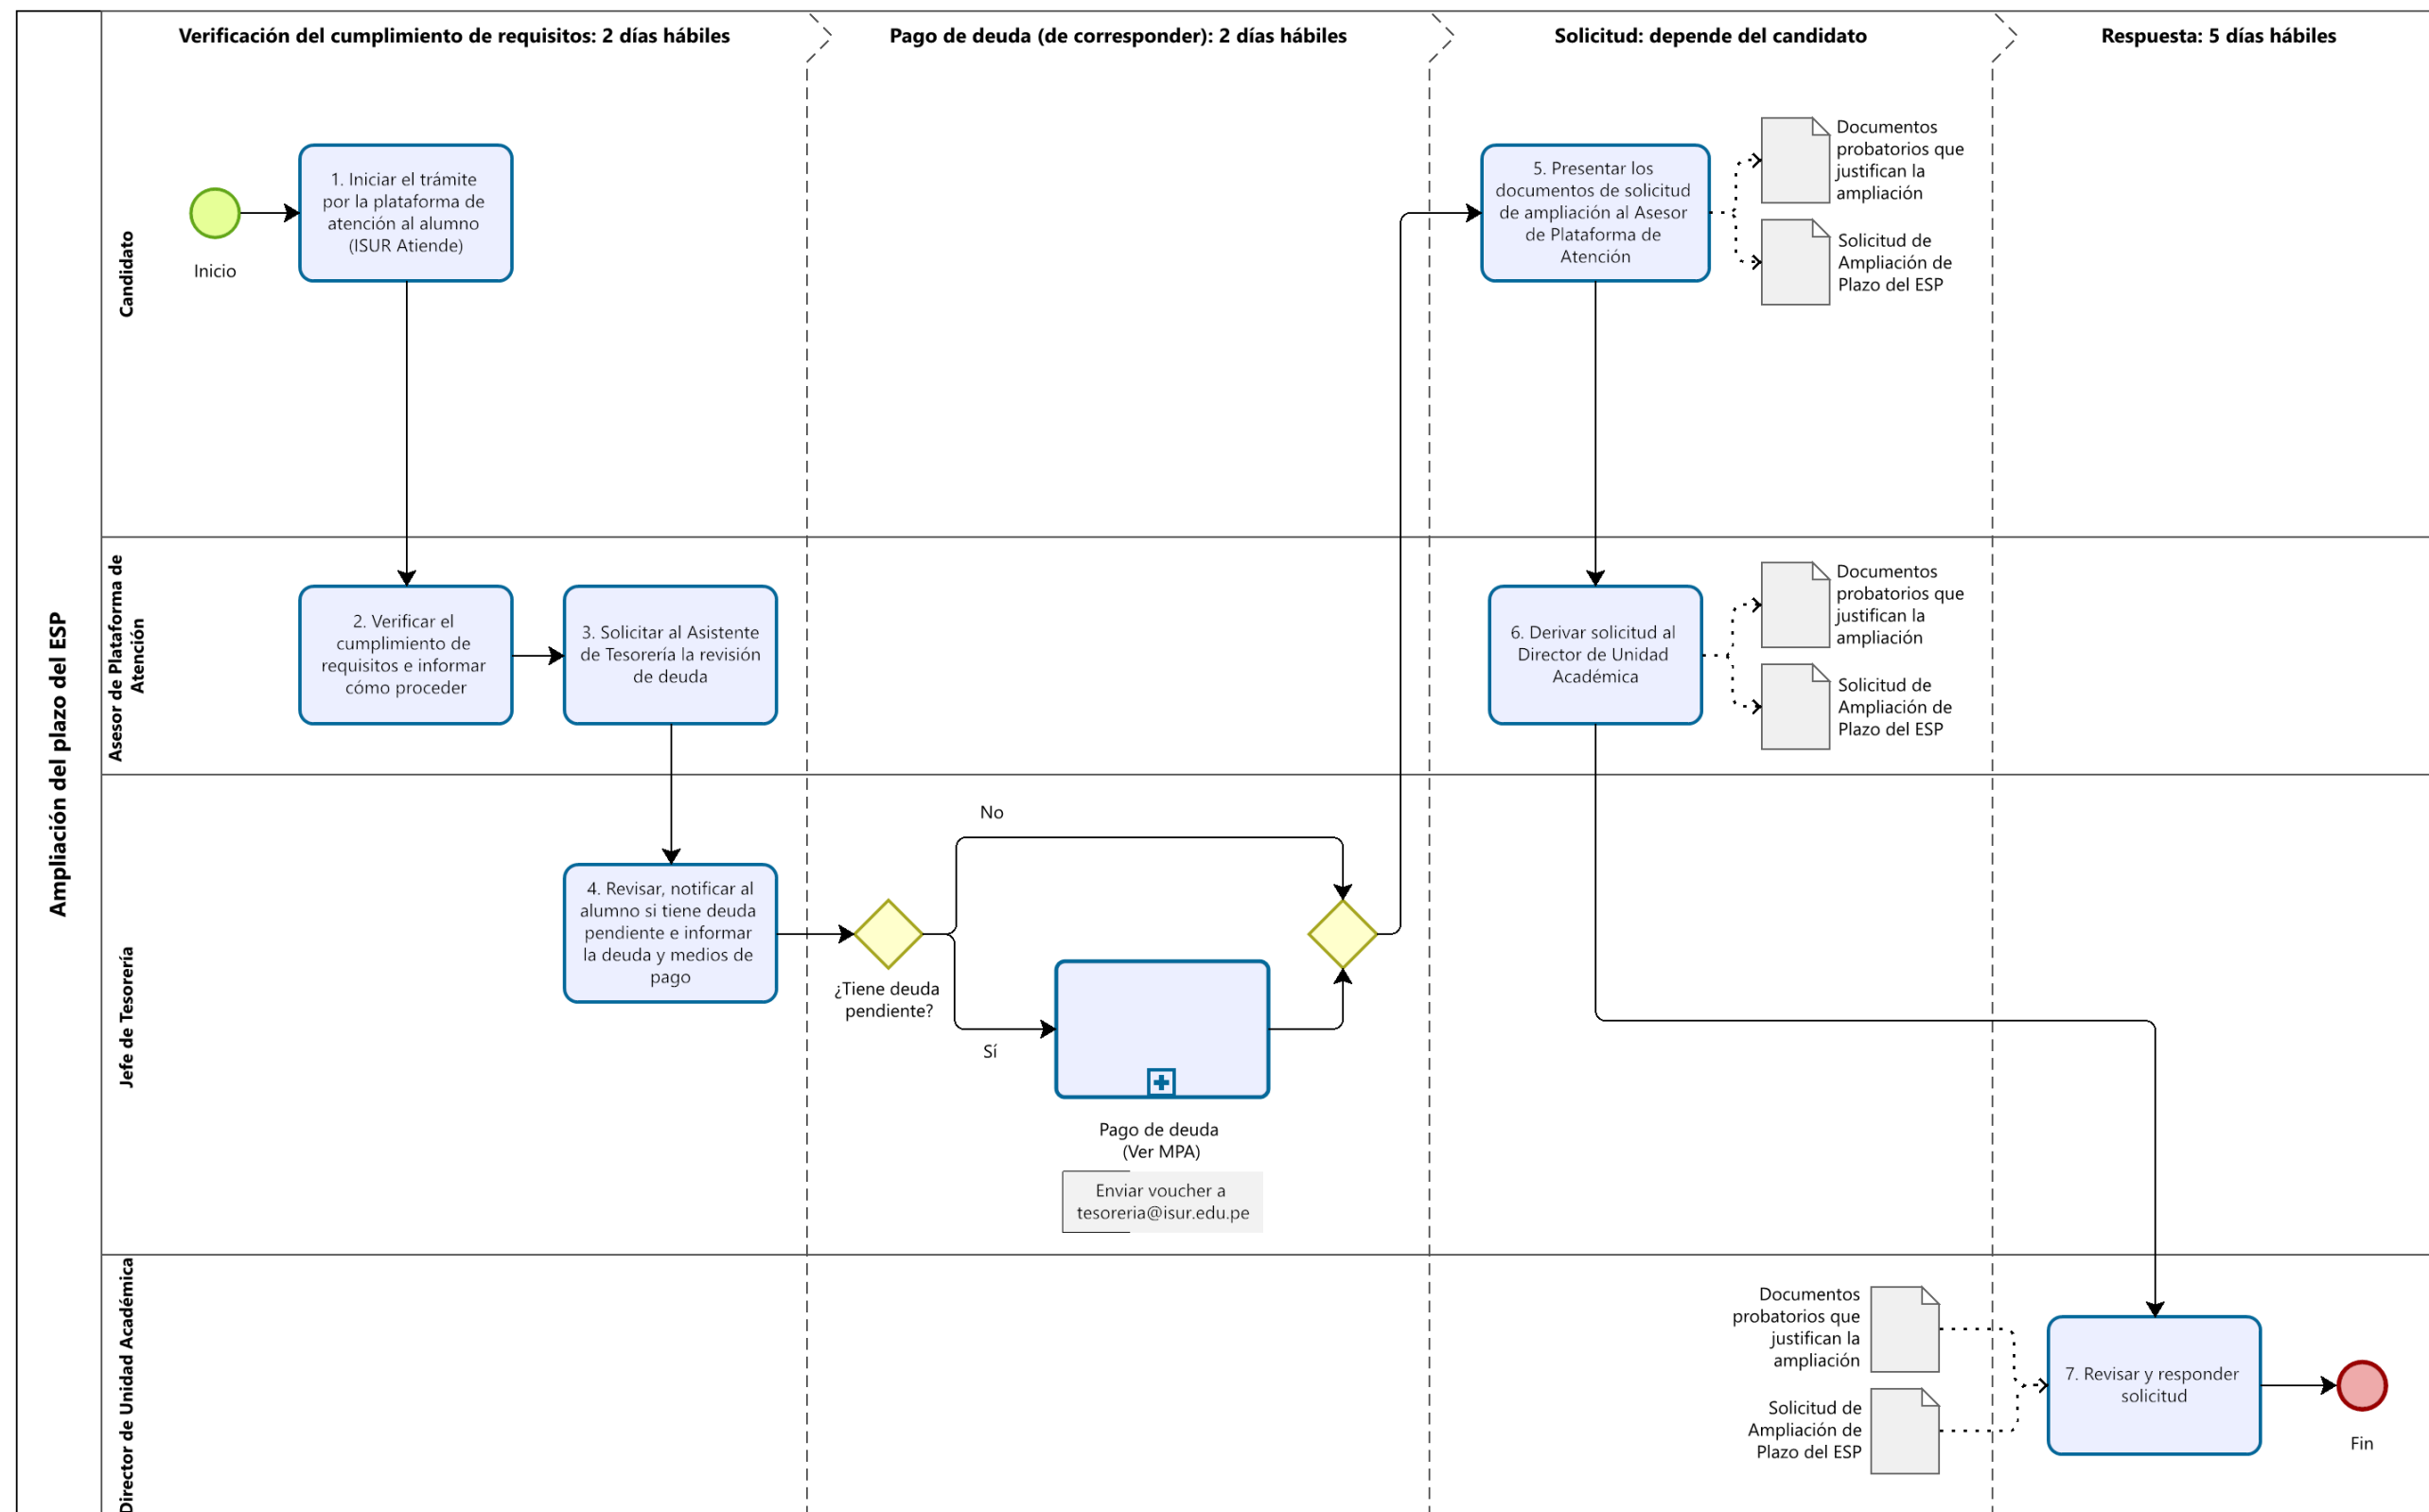 Ampliación del plazo del ESP
Verificación del cumplimiento de requisitos: 2 días hábiles
Pago de deuda (de corresponder): 2 días hábiles
Solicitud: depende del candidato
Respuesta: 5 días hábiles
Candidato
Inicio
1. Iniciar el trámite
por la plataforma de
atención al alumno
(ISUR Atiende)
5. Presentar los
documentos de solicitud
de ampliación al Asesor
de Plataforma de
Atención
Documentos
probatorios que
justifican la
ampliación
Solicitud de
Ampliación de
Plazo del ESP
Asesor de Plataforma de
Atención
2. Verificar el
cumplimiento de
requisitos e informar
cómo proceder
3. Solicitar al Asistente
de Tesorería la revisión
de deuda
6. Derivar solicitud al
Director de Unidad
Académica
Documentos
probatorios que
justifican la
ampliación
Solicitud de
Ampliación de
Plazo del ESP
Jefe de Tesorería
4. Revisar, notificar al
alumno si tiene deuda
pendiente e informar
la deuda y medios de
pago
¿Tiene deuda
pendiente?
No
Sí
Pago de deuda
(Ver MPA)
Enviar voucher a
tesoreria@isur.edu.pe
Director de Unidad Académica
Documentos
probatorios que
justifican la
ampliación
Solicitud de
Ampliación de
Plazo del ESP
7. Revisar y responder
solicitud
Fin